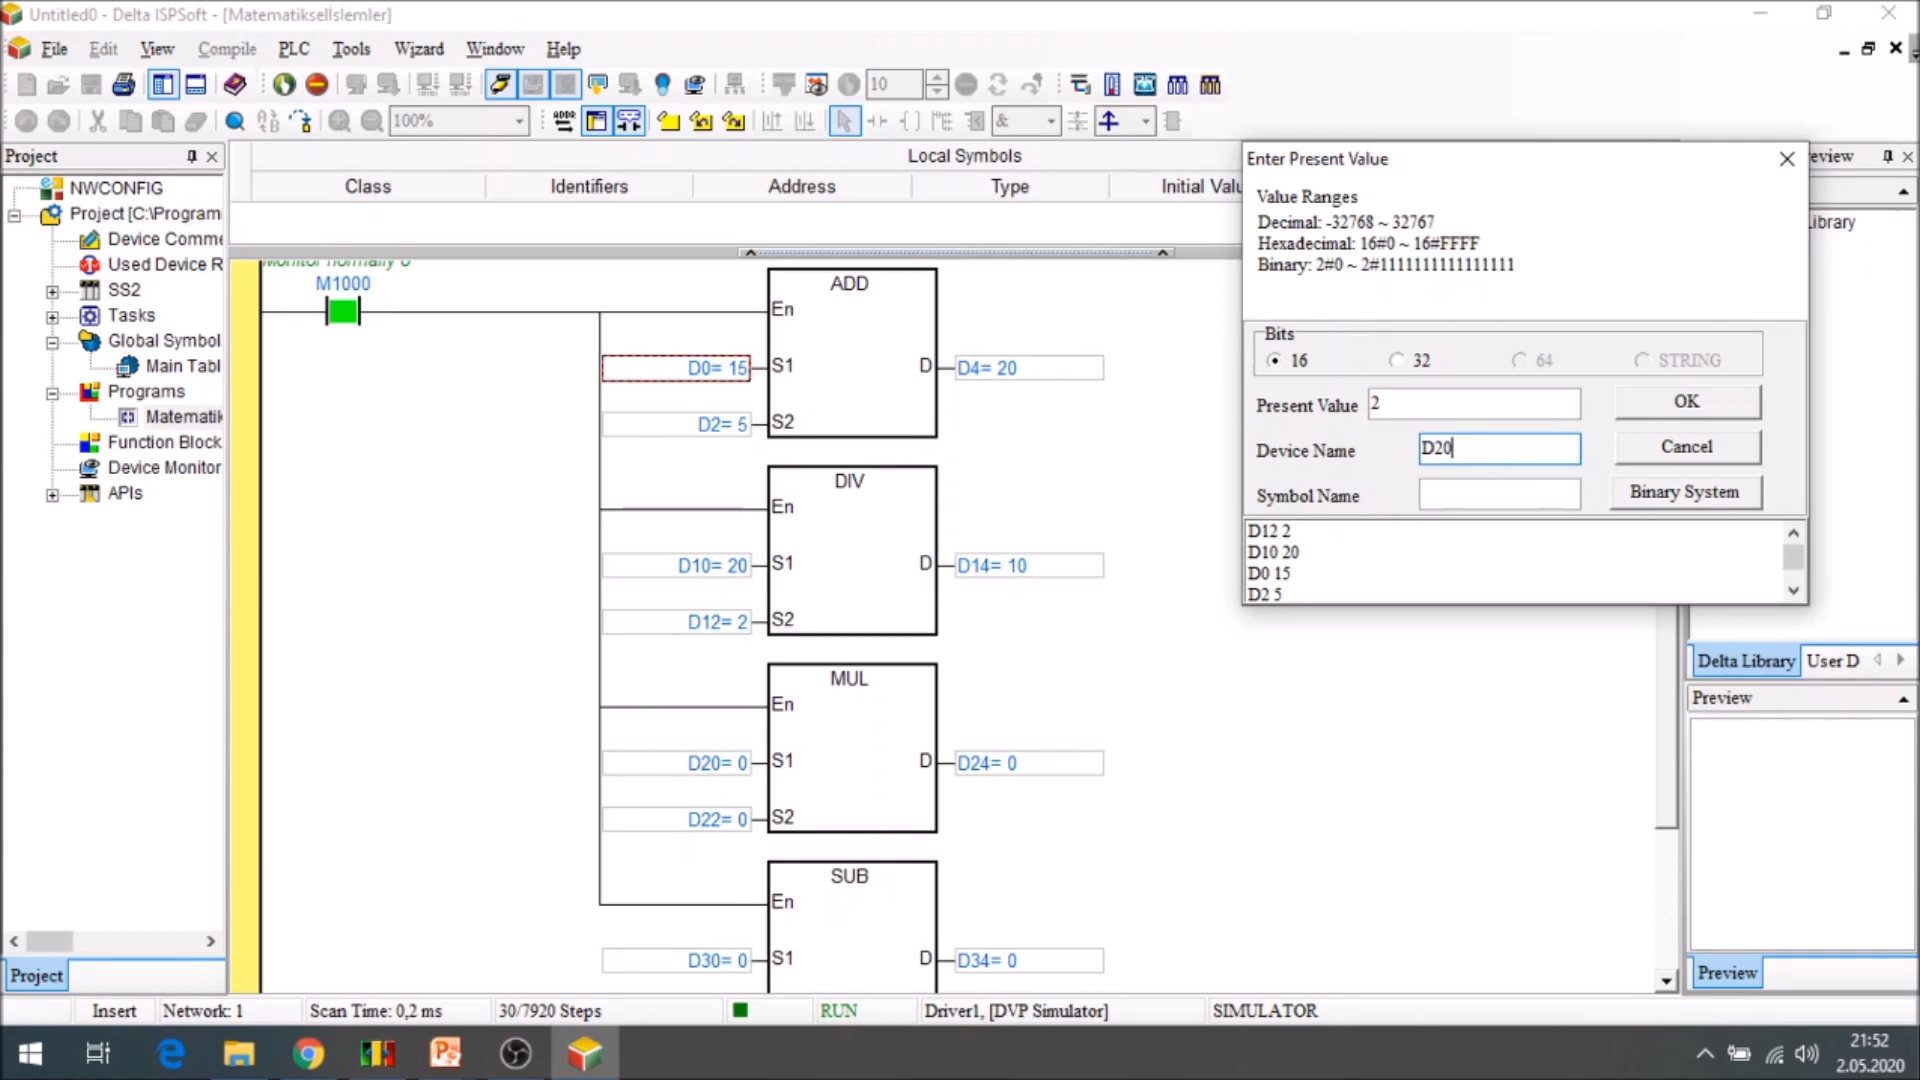 Untitled0 - Delta ISPSoft - [Matematikselİslemler]
File Edit View Compile PLC Tools Wizard Window Help
10
100%
ADDR
&
Project
NWCONFIG
Project [C:\Program
Device Comme
Used Device R
SS2
Tasks
Global Symbol
Main Tabl
Programs
Matematik
Function Block
Device Monitor
APIs
Project
Local Symbols
Class Identifiers Address Type Initial Valu
Monitor normally o
M1000
ADD
En
D0= 15 S1 D D4= 20
D2= 5 S2
DIV
En
D10= 20 S1 D D14= 10
D12= 2 S2
MUL
En
D20= 0 S1 D D24= 0
D22= 0 S2
SUB
En
D30= 0 S1 D D34= 0
Enter Present Value
Value Ranges
Decimal: -32768 ~ 32767
Hexadecimal: 16#0 ~ 16#FFFF
Binary: 2#0 ~ 2#1111111111111111
Bits
16 32 64 STRING
Present Value 2 OK
Device Name D20 Cancel
Symbol Name Binary System
D12 2
D10 20
D0 15
D2 5
eview
ibrary
Delta Library User D
Preview
Preview
Insert Network: 1 Scan Time: 0,2 ms 30/7920 Steps RUN Driver1, [DVP Simulator] SIMULATOR
21:52
2.05.2020